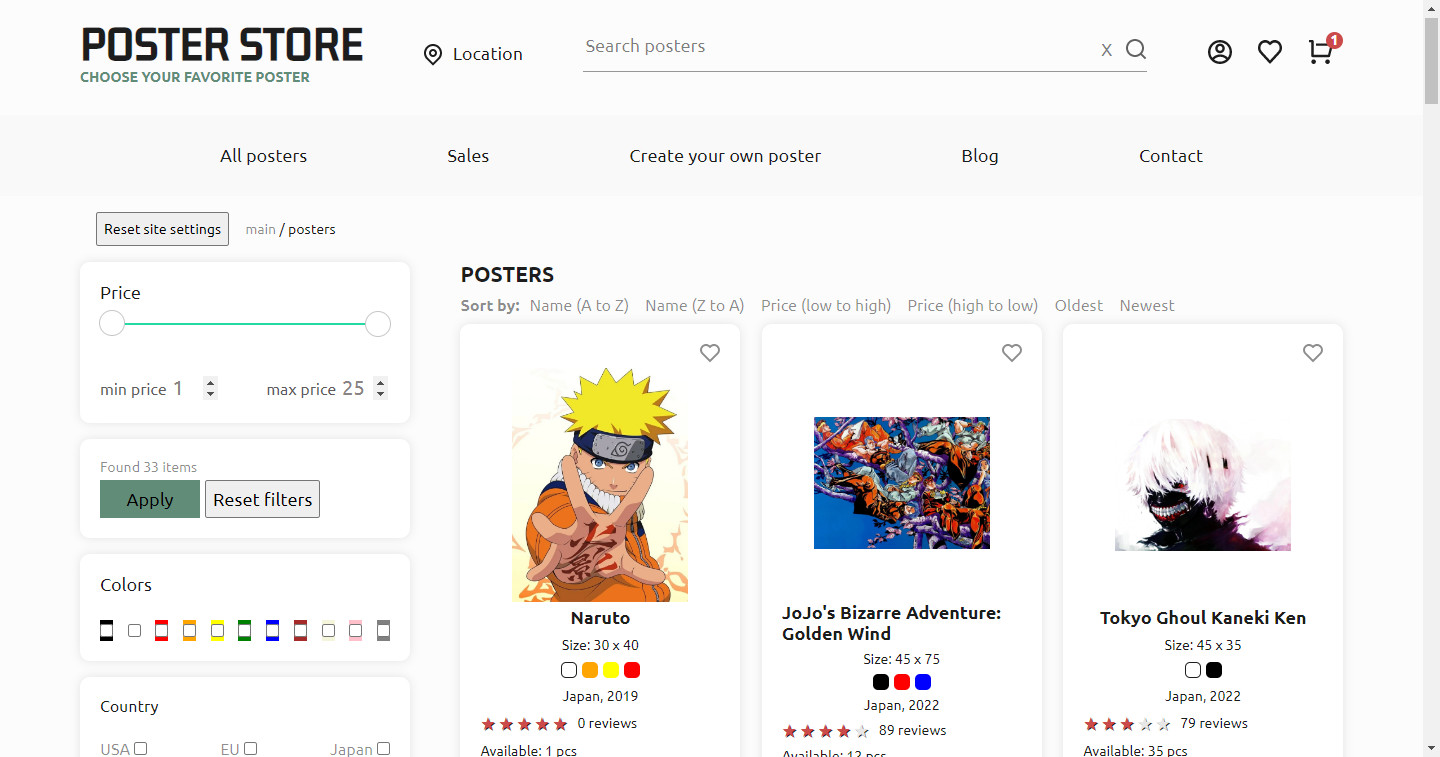 POSTER STORE
CHOOSE YOUR FAVORITE POSTER
Location
Search posters
X
1
All posters
Sales
Create your own poster
Blog
Contact
Reset site settings
main / posters
Price
min price 1
max price 25
Found 33 items
Apply
Reset filters
Colors
Country
USA
EU
Japan
POSTERS
Sort by: Name (A to Z) Name (Z to A) Price (low to high) Price (high to low) Oldest Newest
Naruto
Size: 30 x 40
Japan, 2019
0 reviews
Available: 1 pcs
JoJo's Bizarre Adventure:
Golden Wind
Size: 45 x 75
Japan, 2022
89 reviews
Available: 12 pcs
Tokyo Ghoul Kaneki Ken
Size: 45 x 35
Japan, 2022
79 reviews
Available: 35 pcs